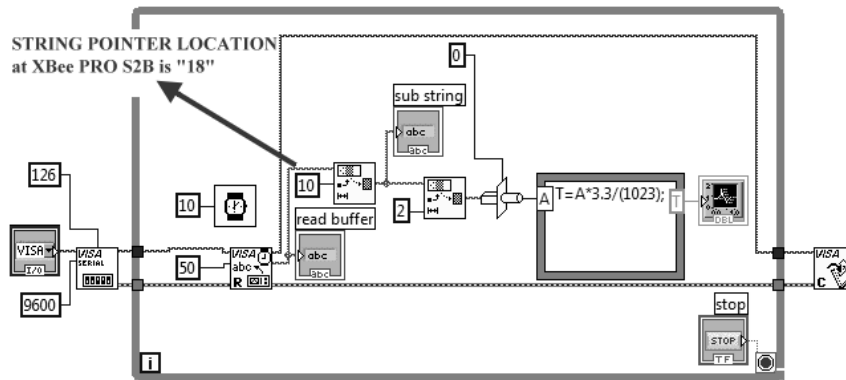 STRING POINTER LOCATION
at XBee PRO S2B is "18"
0
sub string
abc
abc
126
10
10
2
A
T=A*3.3/(1023);
T
DBL
read buffer
abc
abc
VISA
I/O
VISA
SERIAL
50
VISA
abc
R
VISA
C
9600
stop
STOP
TF
i